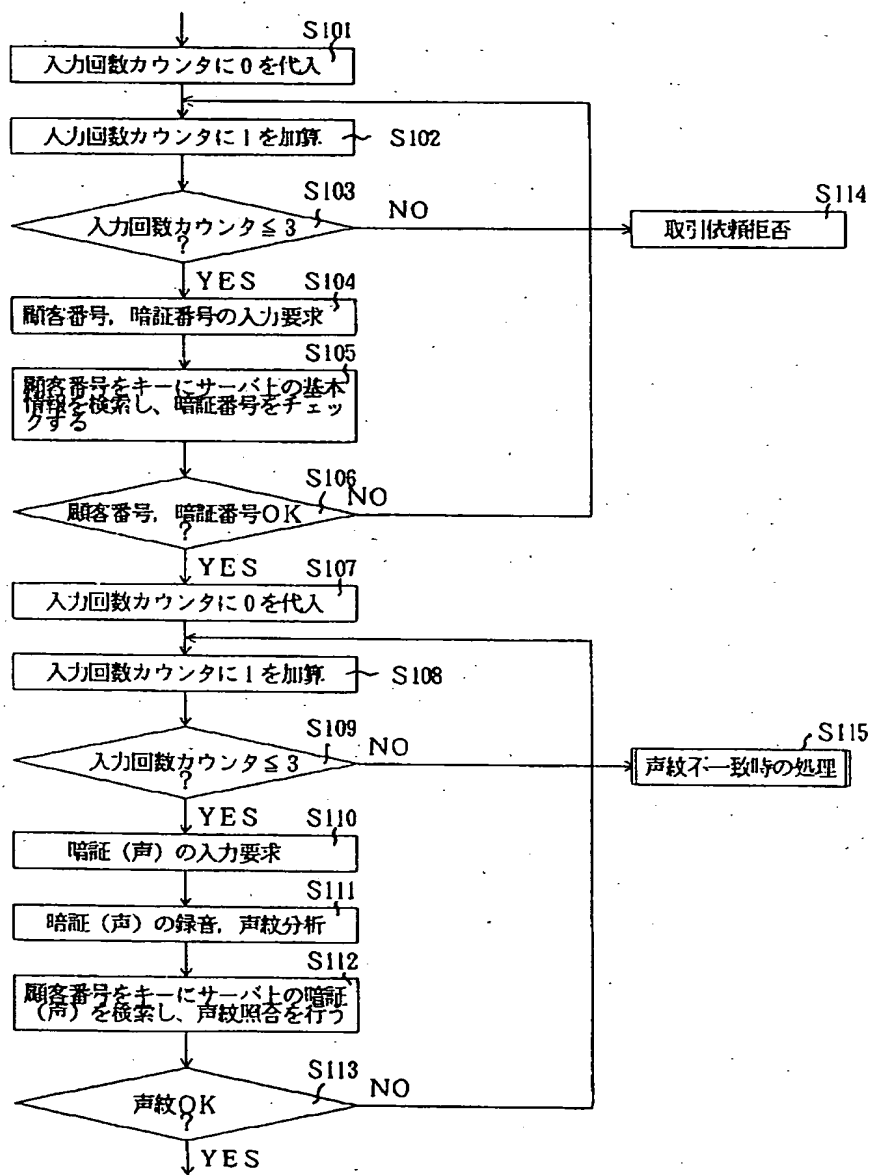 S101
入力回数カウンタに0を代入
入力回数カウンタに1を加算
S102
S103
入力回数カウンタ≦3
?
NO
S114
取引依頼拒否
YES
S104
顧客番号,暗証番号の入力要求
S105
顧客番号をキーにサーバ上の基本
情報を検索し、暗証番号をチェッ
クする
S106
NO
顧客番号,暗証番号OK
?
YES
S107
入力回数カウンタに0を代入
入力回数カウンタに1を加算
S108
S109
入力回数カウンタ≦3
?
NO
S115
声紋不一致時の処理
YES
S110
暗証(声)の入力要求
S111
暗証(声)の録音,声紋分析
S112
顧客番号をキーにサーバ上の暗証
(声)を検索し、声紋照合を行う
S113
NO
声紋OK
?
YES